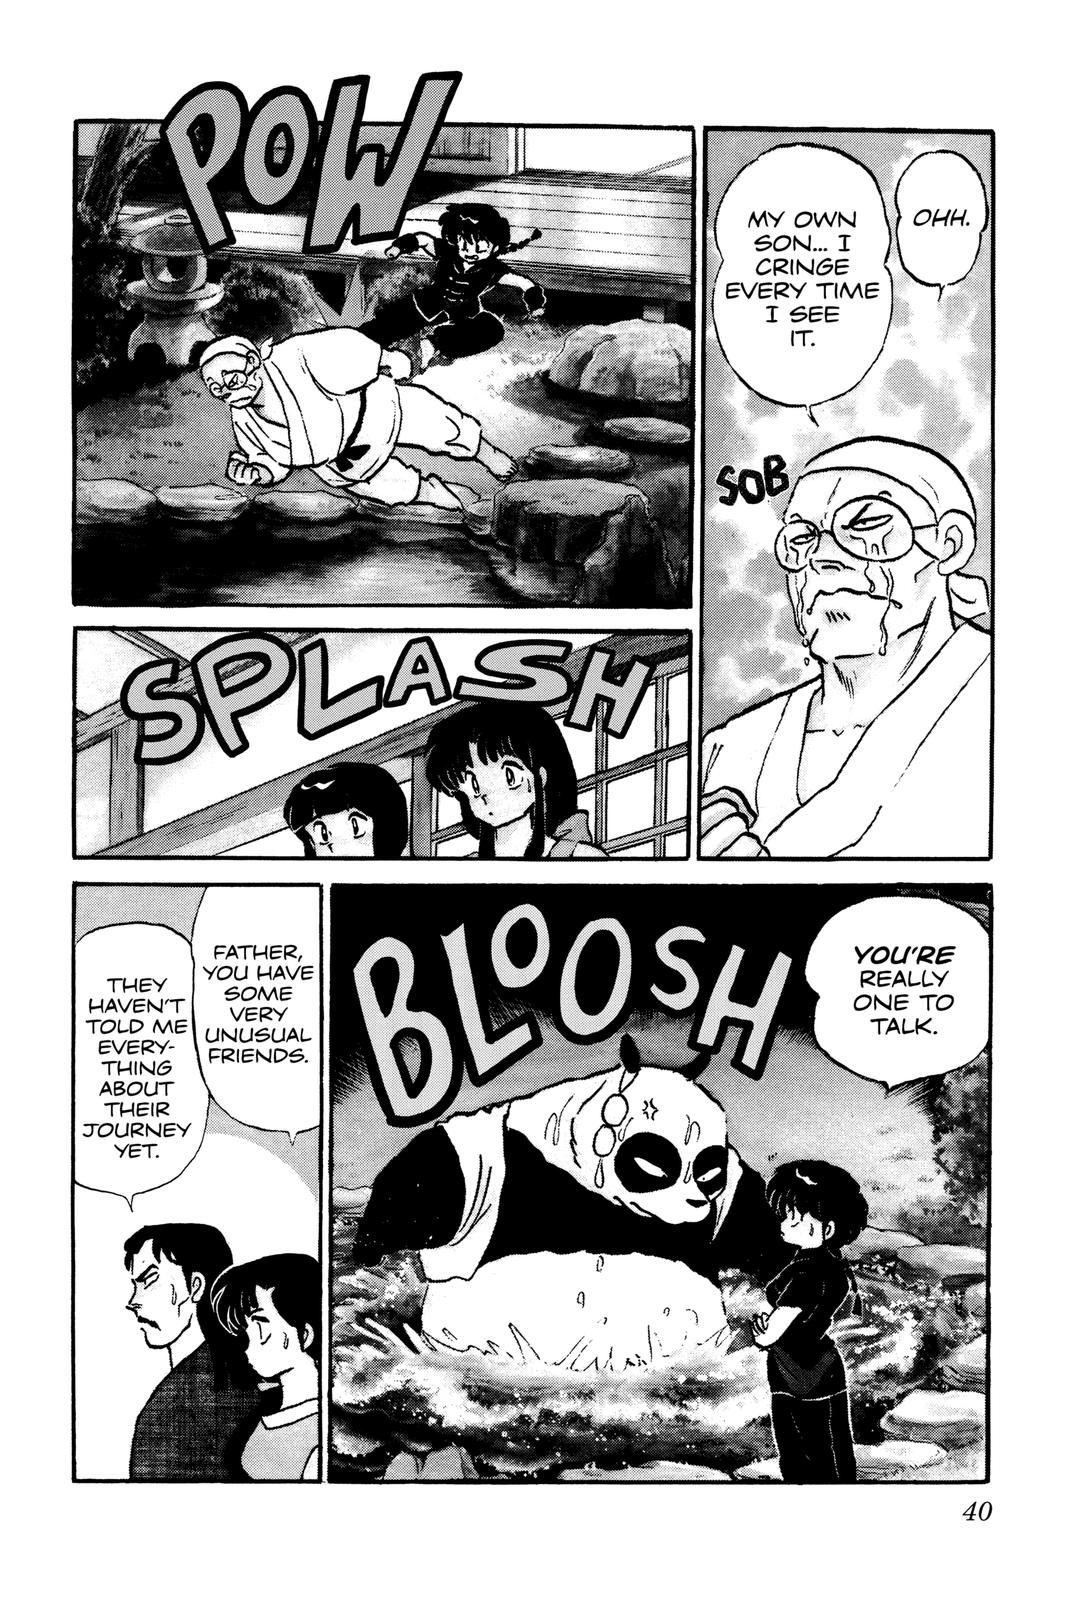 OHH.
MY OWN
SON... I
CRINGE
EVERY TIME
I SEE
IT.
SOB
POW
SPLASH
YOU'RE
REALLY
ONE TO
TALK.
BLOOSH
FATHER,
YOU HAVE
SOME
VERY
UNUSUAL
FRIENDS.
THEY
HAVEN'T
TOLD ME
EVERY-
THING
ABOUT
THEIR
JOURNEY
YET.
40